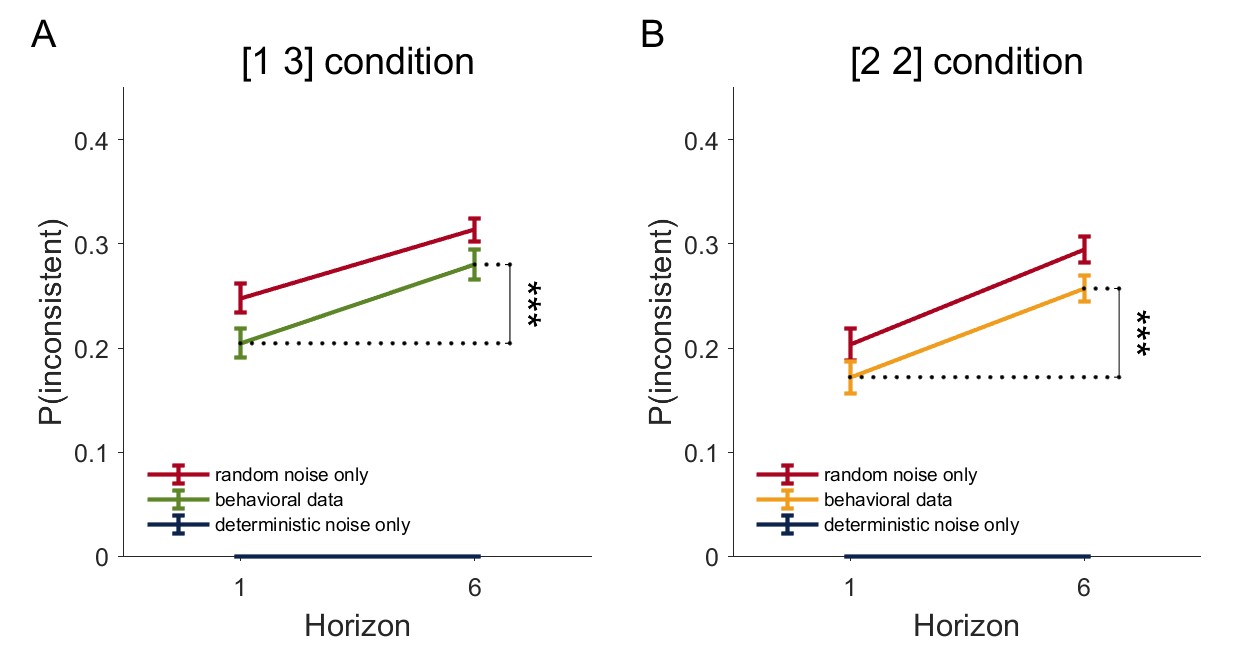 A
[1 3] condition
0.4
0.3
0.2
0.1
0
P(inconsistent)
***
random noise only
behavioral data
deterministic noise only
1 6
Horizon
B
[2 2] condition
0.4
0.3
0.2
0.1
0
P(inconsistent)
***
random noise only
behavioral data
deterministic noise only
1 6
Horizon